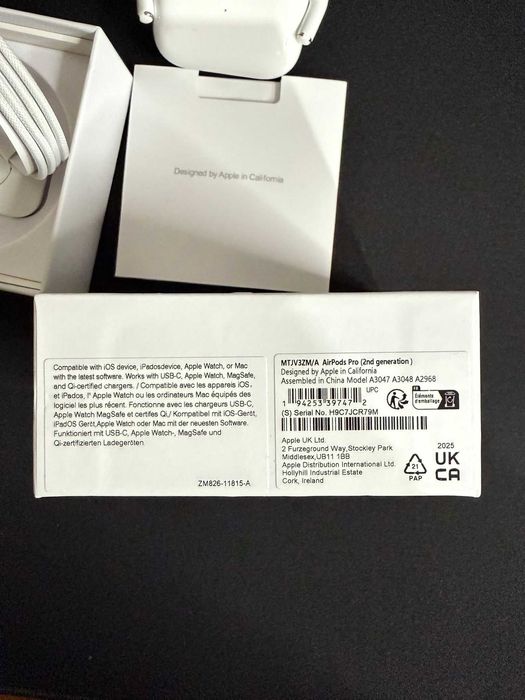 Designed by Apple in California
Compatible with iOS device, iPadosdevice, Apple Watch, or Mac
with the latest software. Works with USB-C, Apple Watch, MagSafe,
and Qi-certified chargers. / Compatible avec les appareils iOS,
et iPados, l' Apple Watch ou les ordinateurs Mac équipés des
logiciel les plus récent. Fonctionne avec les chargeurs USB-C,
Apple Watch MagSafe et certifes Qi./ Kompatibel mit iOS-Gertt,
iPadOS Gertt,Apple Watch oder Mac mit der neuesten Software.
Funktioniert mit USB-C, Apple Watch-, MagSafe und
Qi-zertifizierten Ladegeräten.
ZM826-11815-A
MTJV3ZM/A AirPods Pro (2nd generation )
Designed by Apple in California
Assembled in China Model A3047 A3048 A2968
UPC
1 94253 39747 2
(S) Serial No. H9C7JCR79M
FR
Éléments
d'emballage
Apple UK Ltd.
2 Furzeground Way,Stockley Park
Middlesex,UB11 1BB
Apple Distribution International Ltd.
Hollyhill Industrial Estate
Cork, Ireland
21
PAP
2025
UK
CA